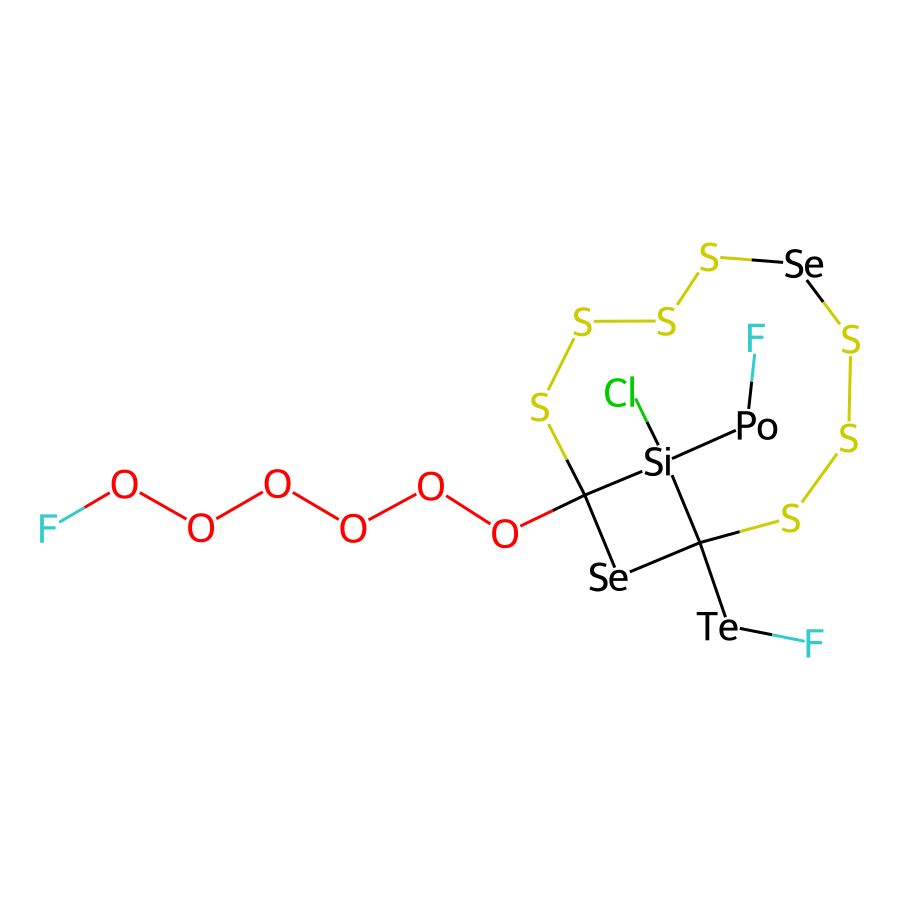 S Se
F
S S S
Cl
S Po S
Si
O O O
F O O O S
Se
Te F